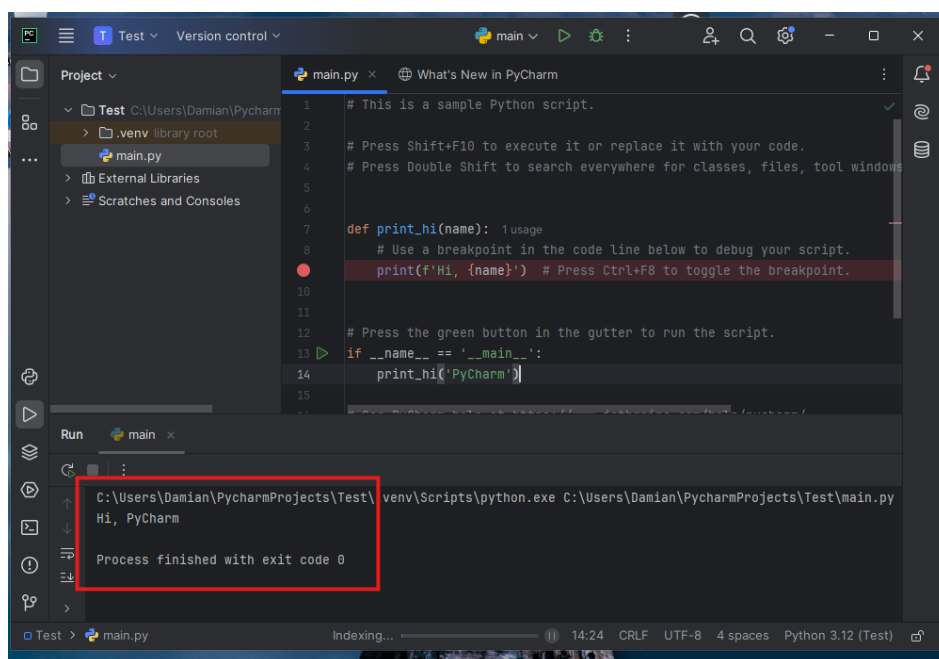 PC
T Test Version control main
Project
main.py
What's New in PyCharm
Test C:\Users\Damian\Pycharm
.venv library root
main.py
External Libraries
Scratches and Consoles
1 # This is a sample Python script.
2
3 # Press Shift+F10 to execute it or replace it with your code.
4 # Press Double Shift to search everywhere for classes, files, tool windows
5
6
7 def print_hi(name): 1 usage
8 # Use a breakpoint in the code line below to debug your script.
print(f'Hi, {name}') # Press Ctrl+F8 to toggle the breakpoint.
10
11
12 # Press the green button in the gutter to run the script.
13 if __name__ == '__main__':
14 print_hi('PyCharm')
15
Run main
C:\Users\Damian\PycharmProjects\Test\.venv\Scripts\python.exe C:\Users\Damian\PycharmProjects\Test\main.py
Hi, PyCharm
Process finished with exit code 0
Test > main.py Indexing... 14:24 CRLF UTF-8 4 spaces Python 3.12 (Test)